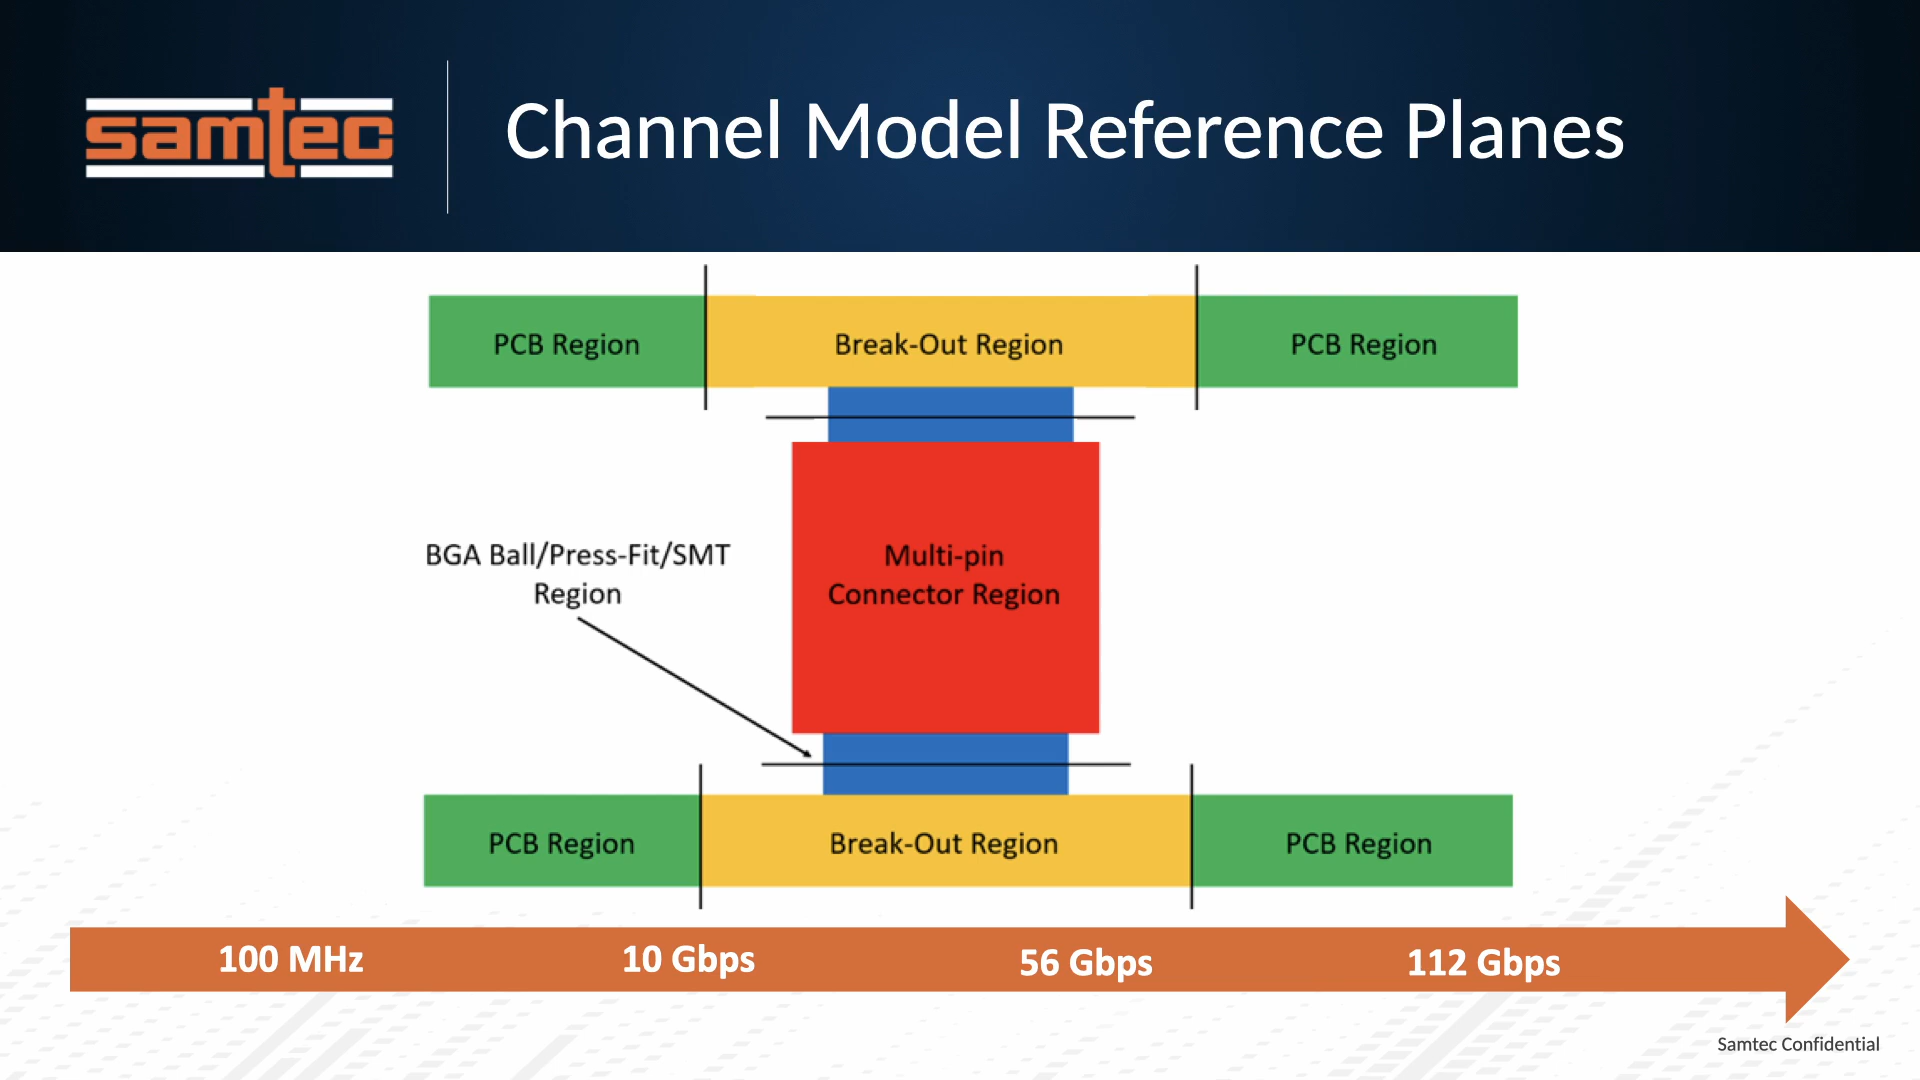 samtec
Channel Model Reference Planes
PCB Region
Break-Out Region
PCB Region
BGA Ball/Press-Fit/SMT
Region
Multi-pin
Connector Region
PCB Region
Break-Out Region
PCB Region
100 MHz
10 Gbps
56 Gbps
112 Gbps
Samtec Confidential